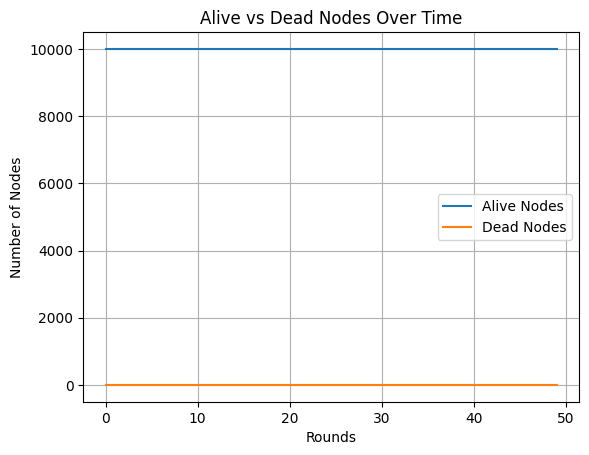 Alive vs Dead Nodes Over Time
10000
8000
6000
4000
2000
0
Number of Nodes
Alive Nodes
Dead Nodes
0 10 20 30 40 50
Rounds